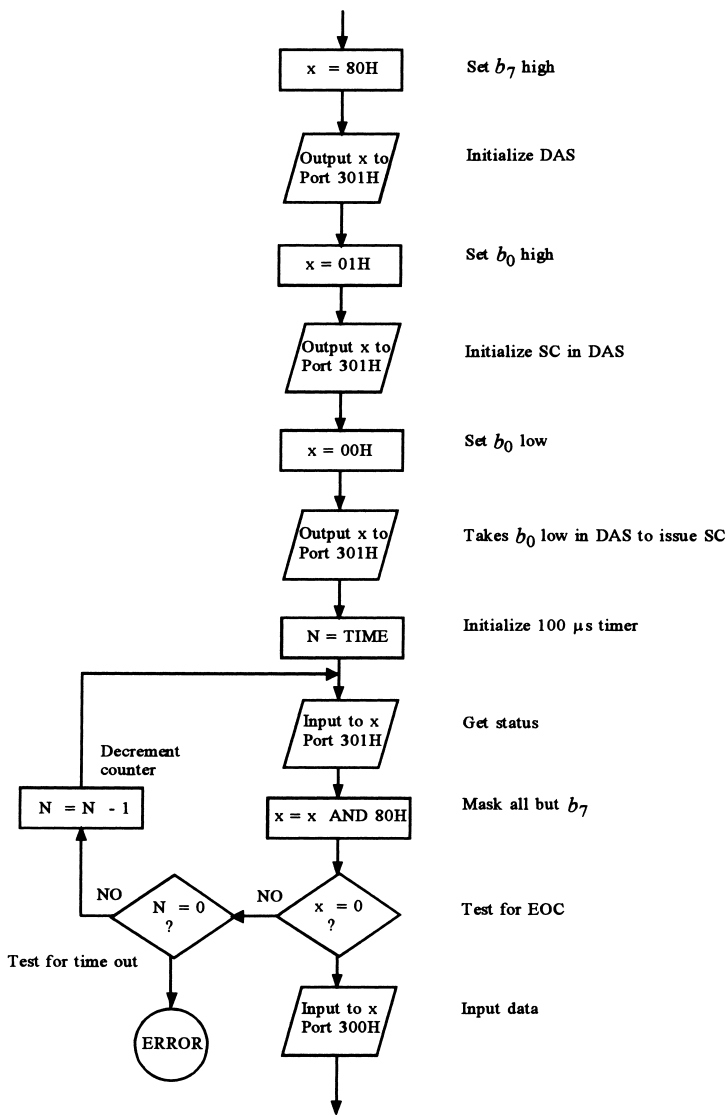 x = 80H
Set b7 high
Output x to
Port 301H
Initialize DAS
x = 01H
Set b0 high
Output x to
Port 301H
Initialize SC in DAS
x = 00H
Set b0 low
Output x to
Port 301H
Takes b0 low in DAS to issue SC
N = TIME
Initialize 100 µs timer
Input to x
Port 301H
Get status
Decrement
counter
N = N - 1
x = x AND 80H
Mask all but b7
NO
N = 0
?
NO
x = 0
?
Test for EOC
Test for time out
ERROR
Input to x
Port 300H
Input data